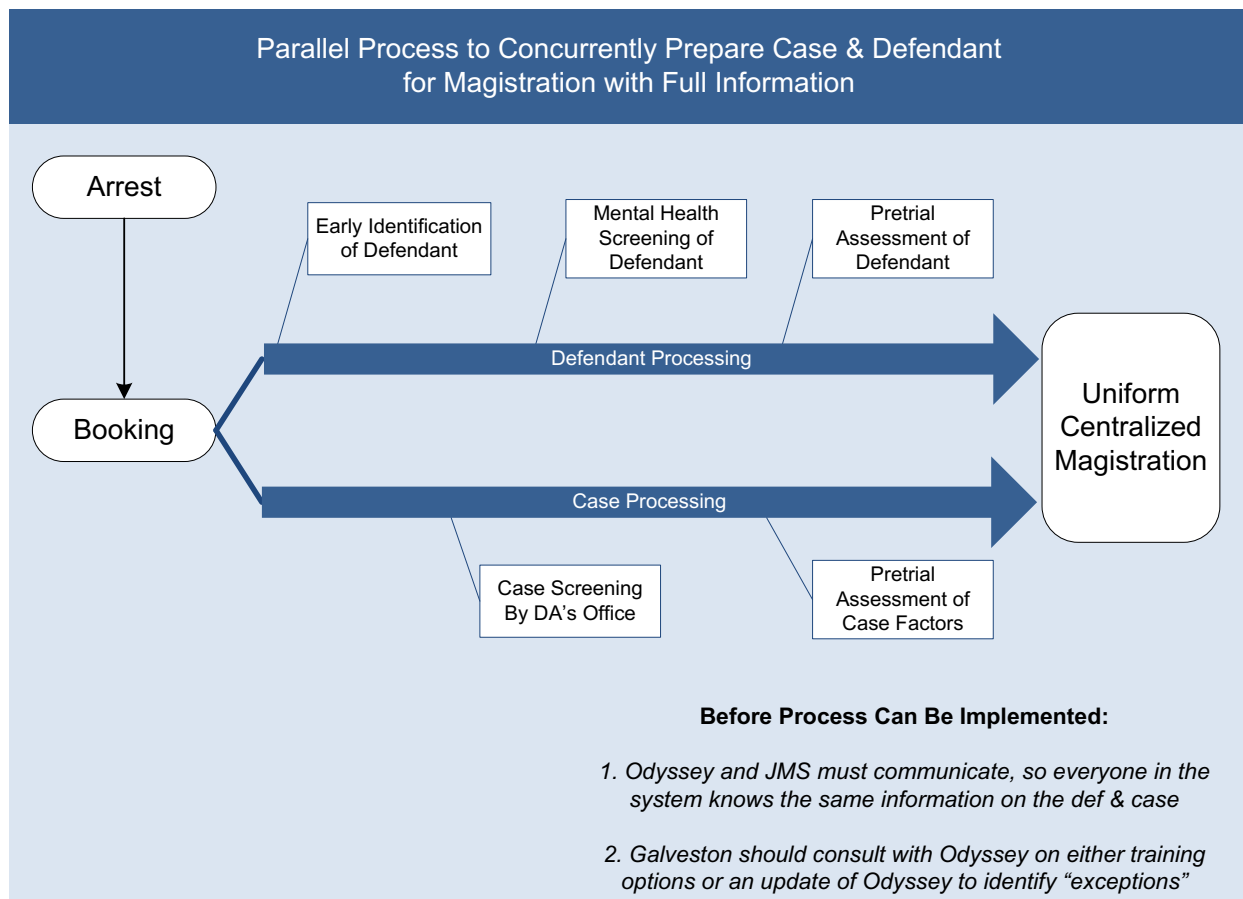 Parallel Process to Concurrently Prepare Case & Defendant
for Magistration with Full Information
Arrest
Early Identification
of Defendant
Mental Health
Screening of
Defendant
Pretrial
Assessment of
Defendant
Defendant Processing
Booking
Uniform
Centralized
Magistration
Case Processing
Case Screening
By DA’s Office
Pretrial
Assessment of
Case Factors
Before Process Can Be Implemented:
1. Odyssey and JMS must communicate, so everyone in the
system knows the same information on the def & case
2. Galveston should consult with Odyssey on either training
options or an update of Odyssey to identify “exceptions”